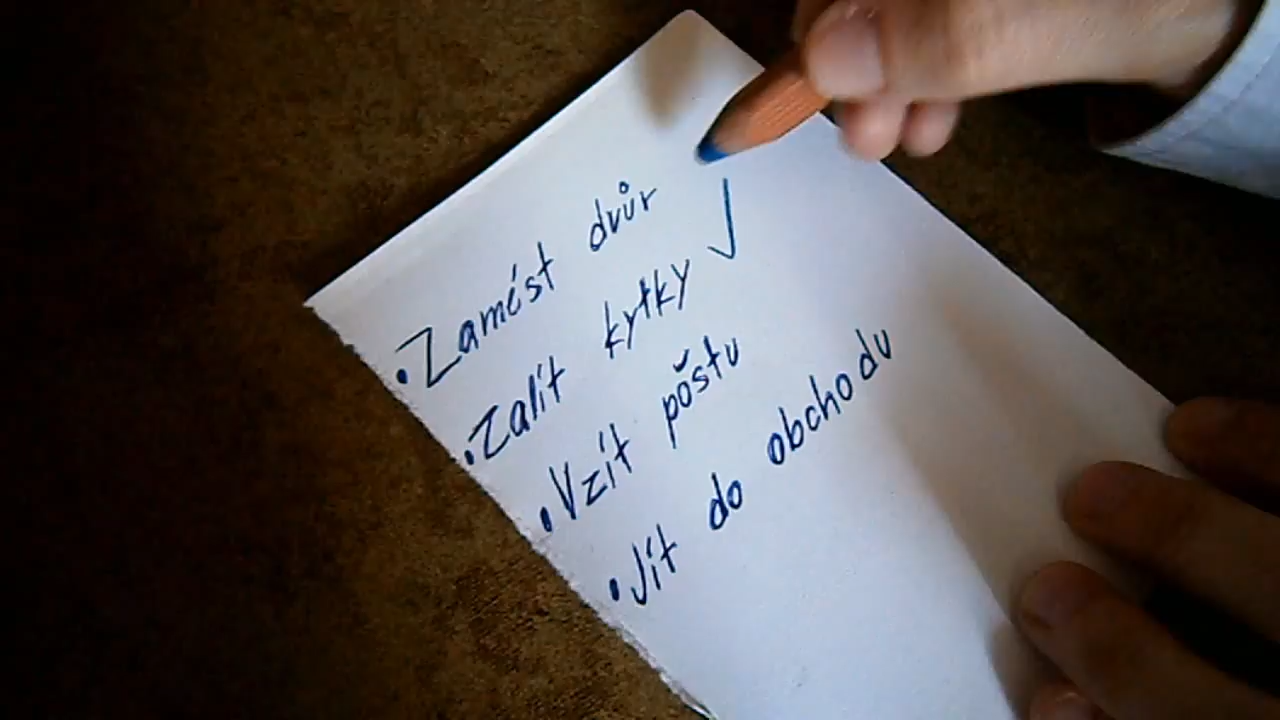 • Zamést dvůr
• Zalít kytky ✓
• Vzít poštu
• Jít do obchodu